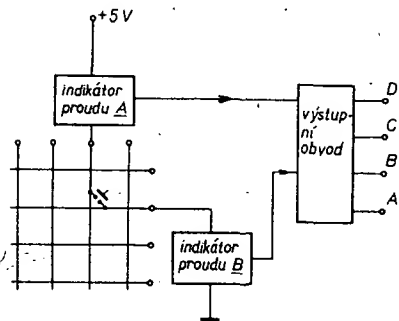 +5 V
indikátor
proudu A
výstup-
ní
obvod
D
C
B
A
indikátor
proudu B